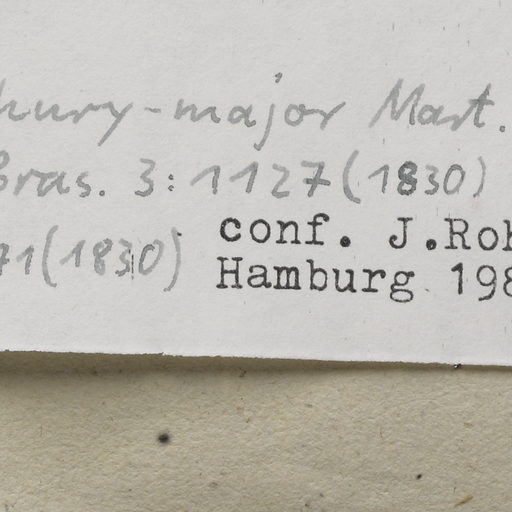 hury-major Mart.
Bras. 3:1127(1830)
71(1830)
conf. J.Roh
Hamburg 198